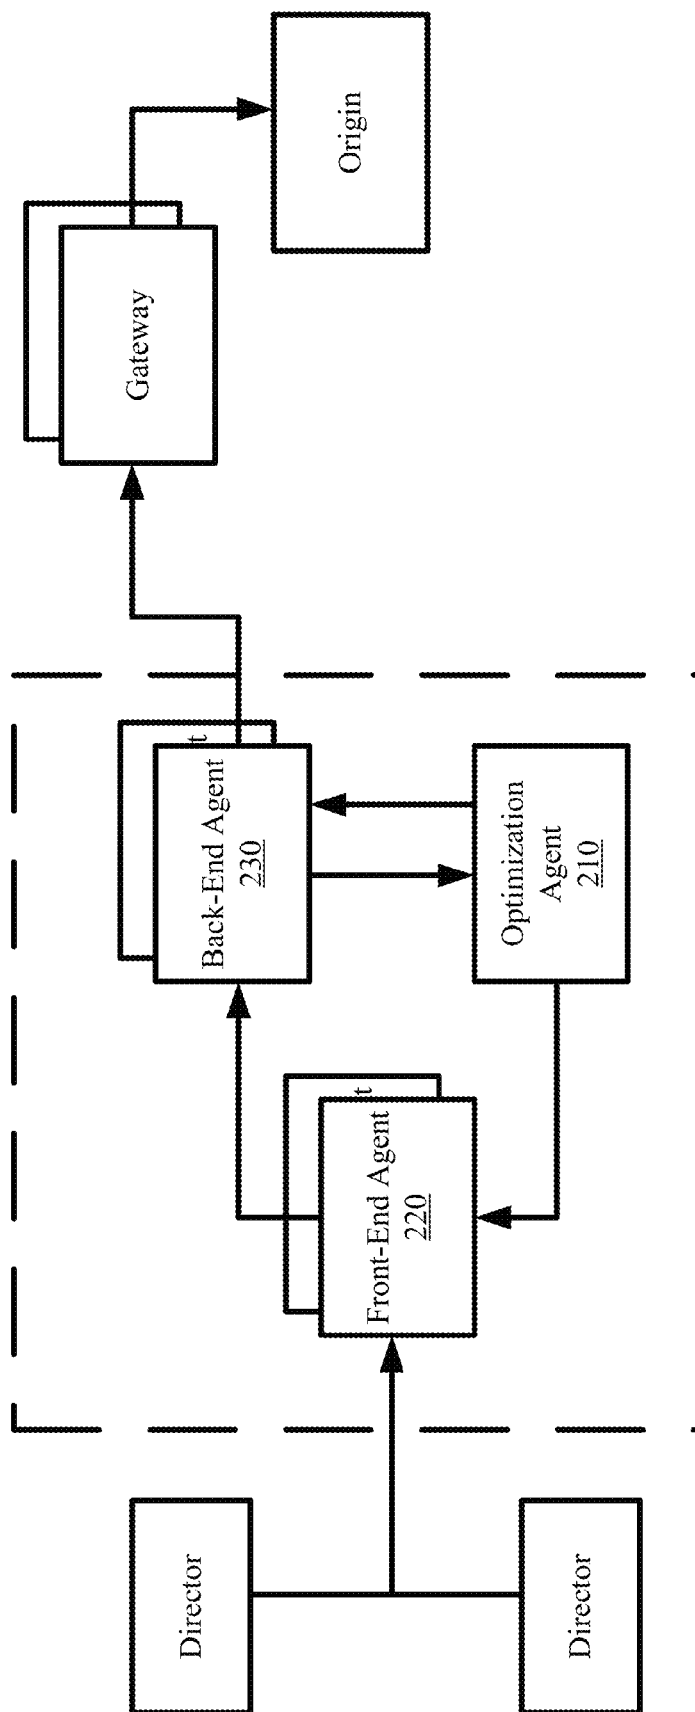 Director
Director
Front-End Agent
220
t
Back-End Agent
230
t
Optimization
Agent
210
Gateway
Origin